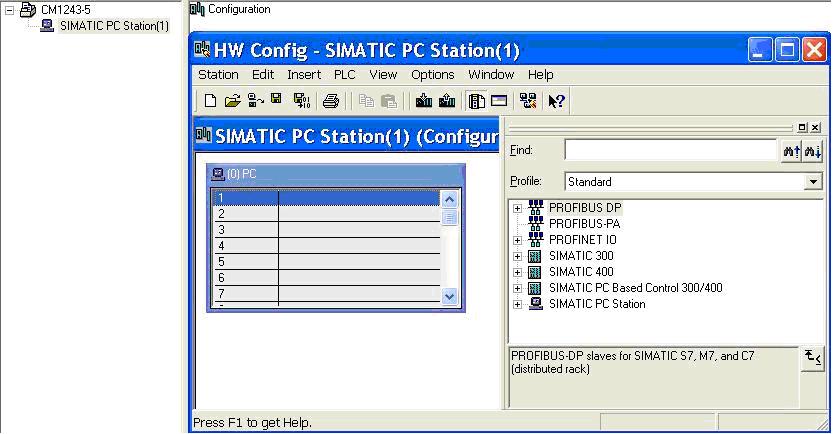 CM1243-5
SIMATIC PC Station(1)
Configuration
HW Config - SIMATIC PC Station(1)
Station Edit Insert PLC View Options Window Help
SIMATIC PC Station(1) (Configur
(0) PC
1
2
3
4
5
6
7
Find:
Profile: Standard
PROFIBUS DP
PROFIBUS-PA
PROFINET IO
SIMATIC 300
SIMATIC 400
SIMATIC PC Based Control 300/400
SIMATIC PC Station
PROFIBUS-DP slaves for SIMATIC S7, M7, and C7
(distributed rack)
Press F1 to get Help.